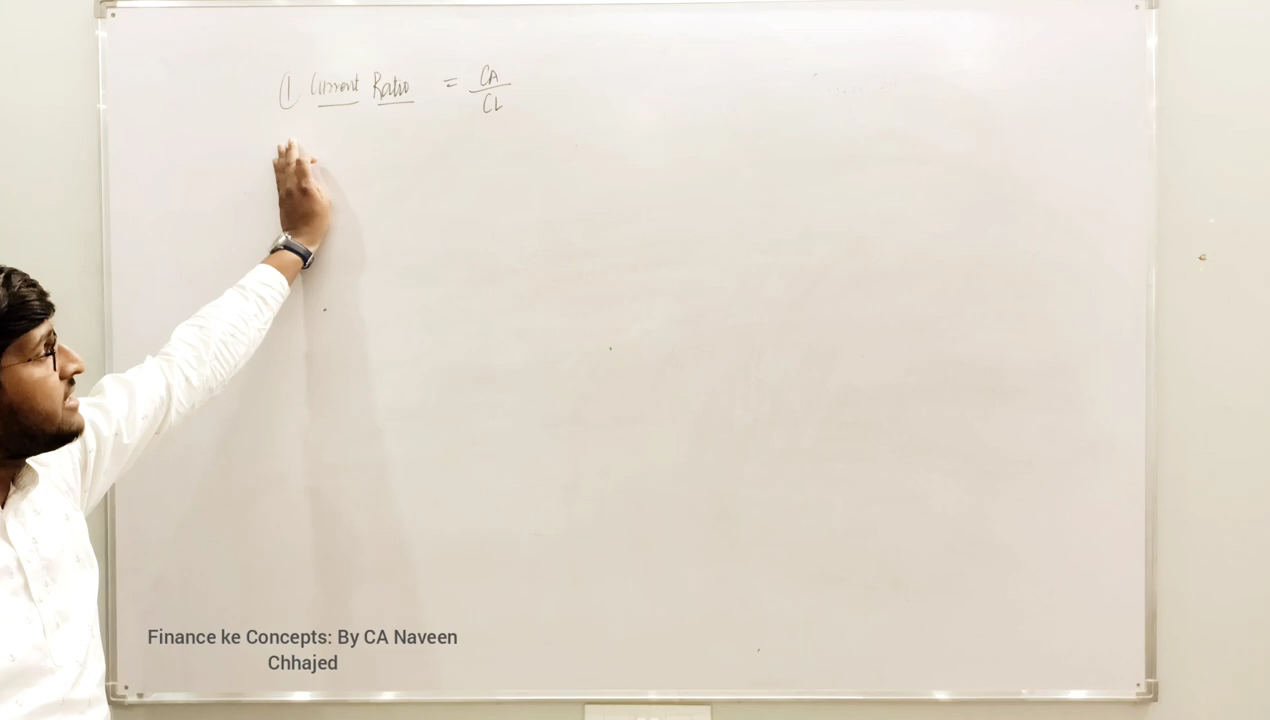 ① Current Ratio = CA/CL
Finance ke Concepts: By CA Naveen
Chhajed